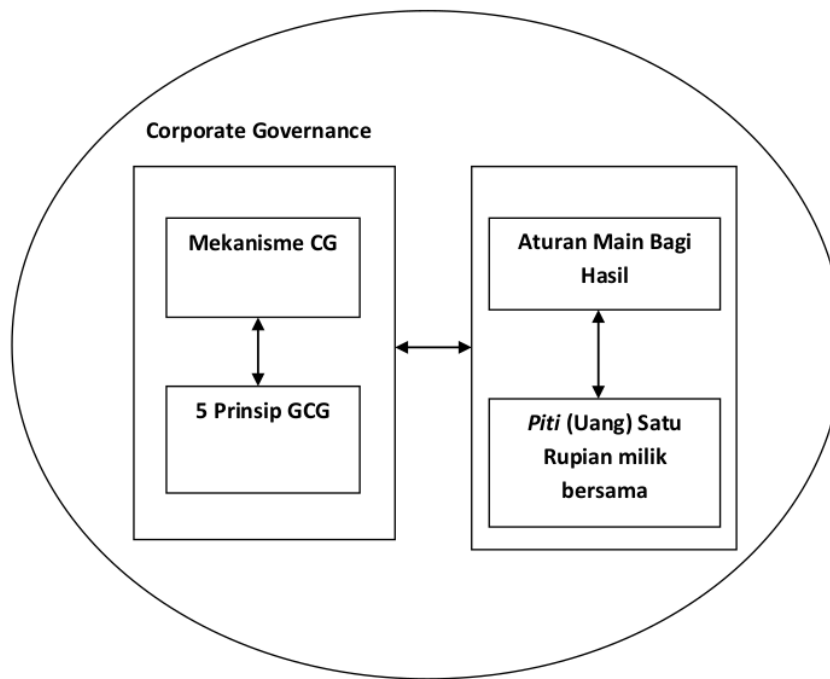 Corporate Governance
Mekanisme CG
5 Prinsip GCG
Aturan Main Bagi
Hasil
Piti (Uang) Satu
Rupian milik
bersama